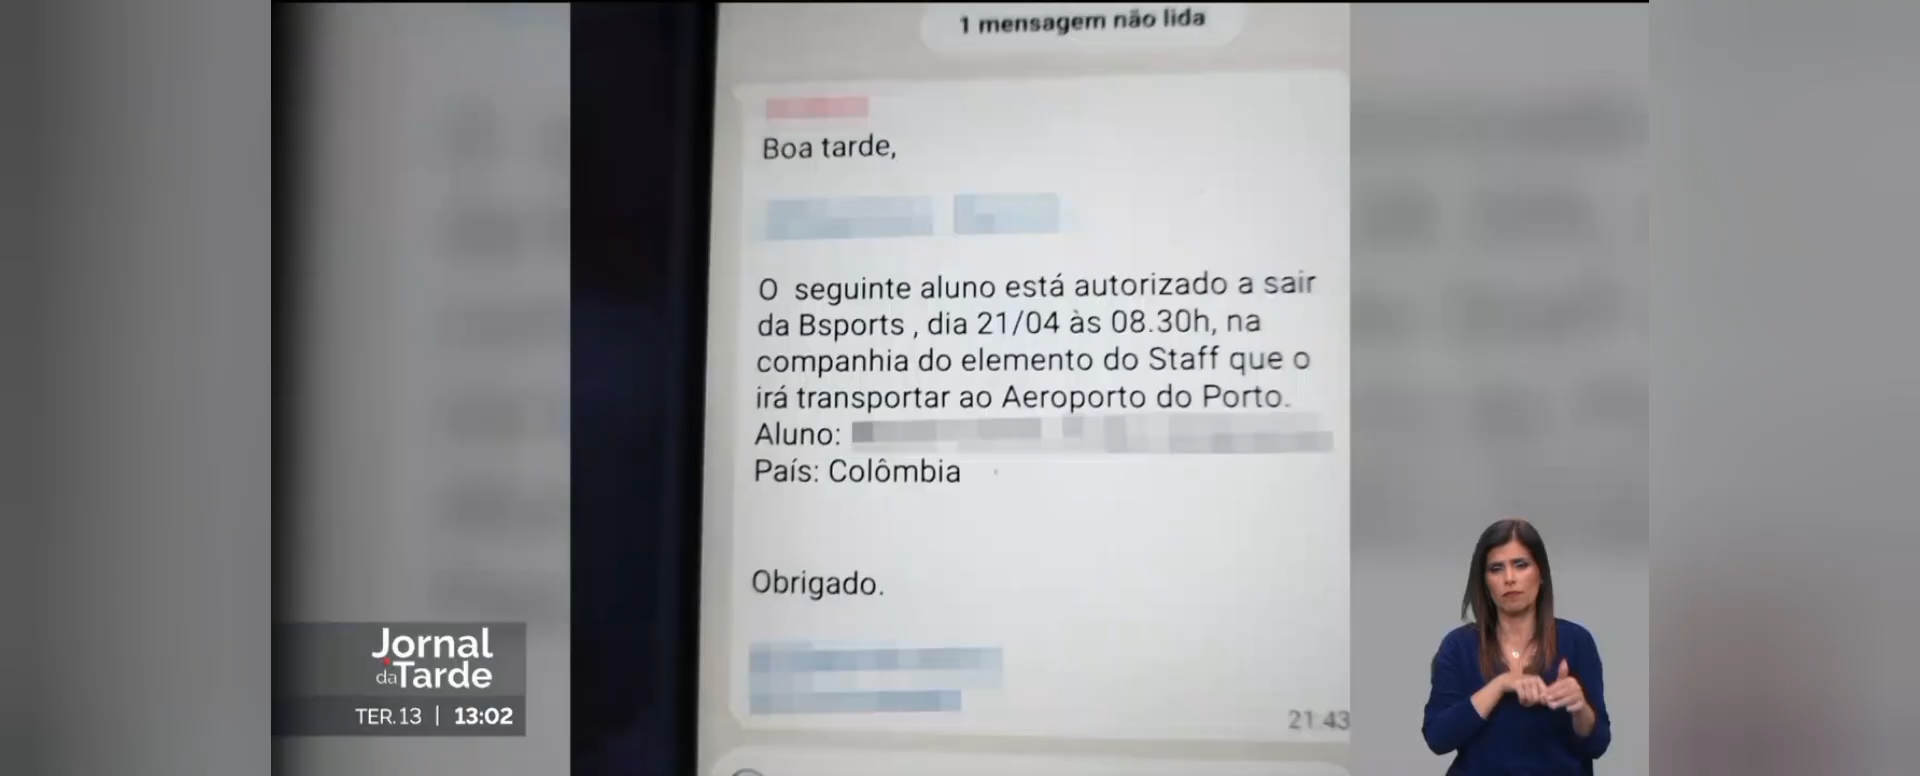 1 mensagem não lida
Boa tarde,
O seguinte aluno está autorizado a sair
da Bsports , dia 21/04 às 08.30h, na
companhia do elemento do Staff que o
irá transportar ao Aeroporto do Porto.
Aluno:
País: Colômbia
Obrigado.
21:43
Jornal
da Tarde
TER.13 | 13:02